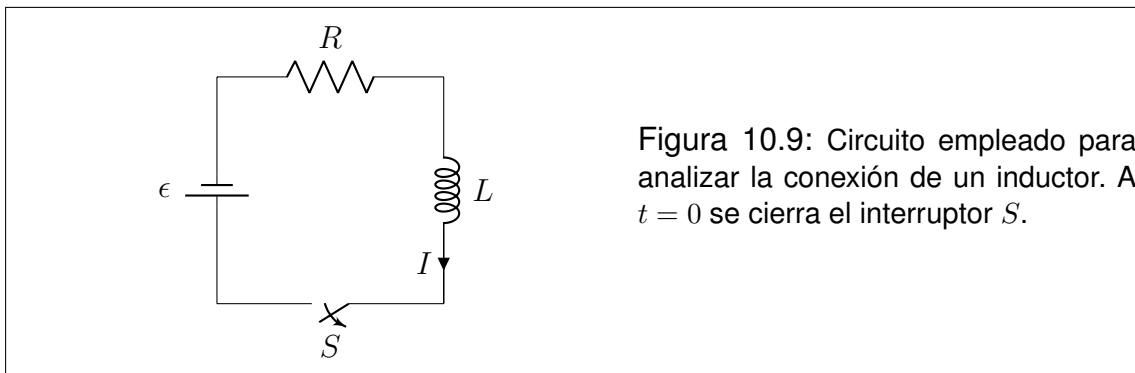 R
ϵ
L
I
S
Figura 10.9: Circuito empleado para
analizar la conexión de un inductor. A
t = 0 se cierra el interruptor S.